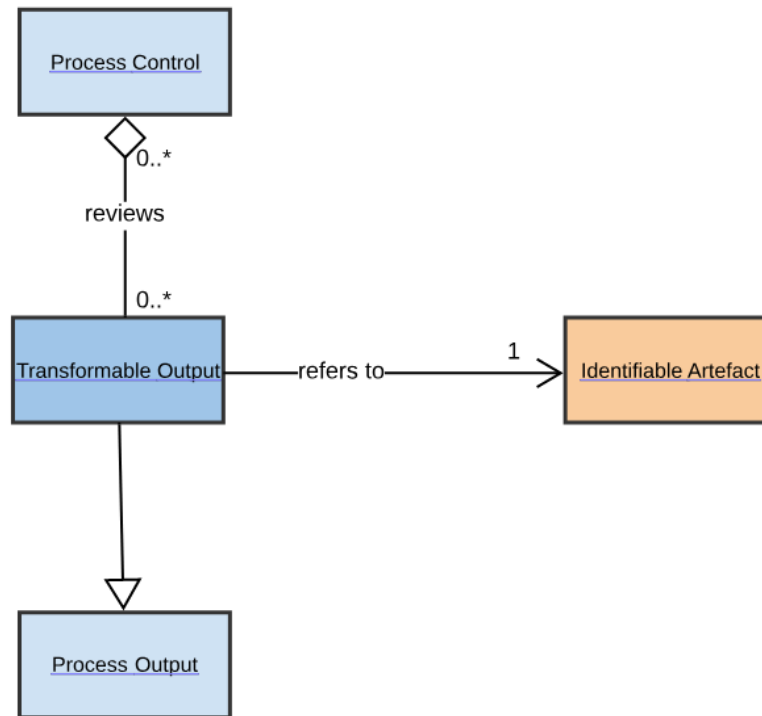 Process Control
0..*
reviews
0..*
Transformable Output
refers to
1
Identifiable Artefact
Process Output